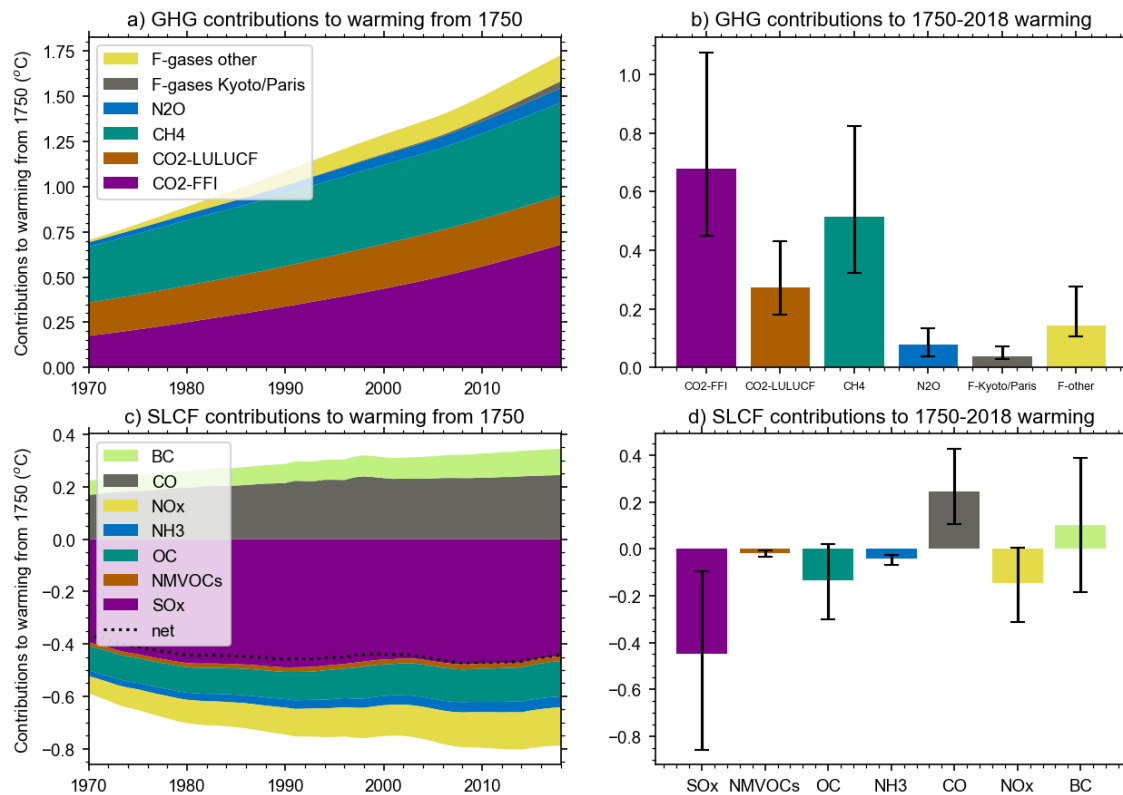 a) GHG contributions to warming from 1750
Contributions to warming from 1750 (°C)
1.75
1.50
1.25
1.00
0.75
0.50
0.25
0.00
F-gases other
F-gases Kyoto/Paris
N2O
CH4
CO2-LULUCF
CO2-FFI
1970 1980 1990 2000 2010
b) GHG contributions to 1750-2018 warming
1.0
0.8
0.6
0.4
0.2
0.0
CO2-FFI CO2-LULUCF CH4 N2O F-Kyoto/Paris F-other
c) SLCF contributions to warming from 1750
Contributions to warming from 1750 (°C)
0.4
0.2
0.0
−0.2
−0.4
−0.6
−0.8
BC
CO
NOx
NH3
OC
NMVOCs
SOx
net
1970 1980 1990 2000 2010
d) SLCF contributions to 1750-2018 warming
0.4
0.2
0.0
−0.2
−0.4
−0.6
−0.8
SOx NMVOCs OC NH3 CO NOx BC